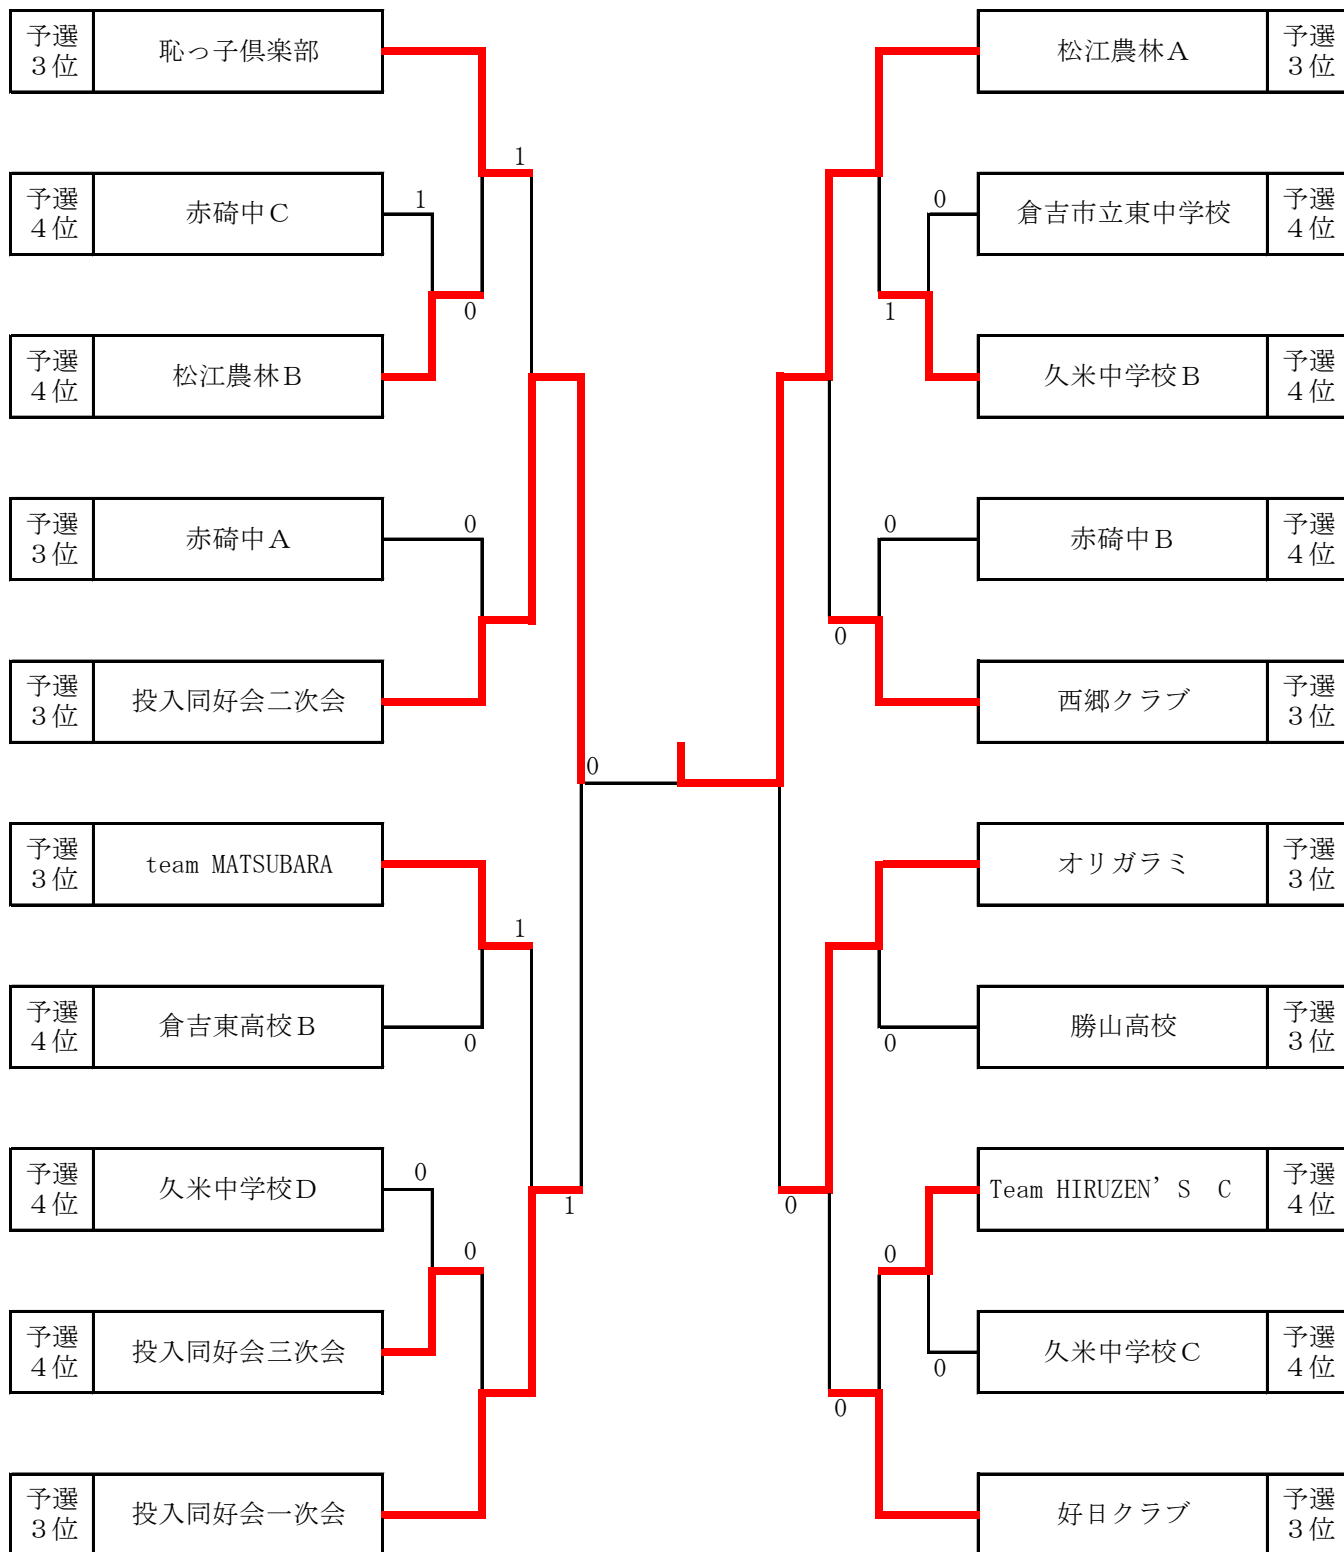 予選
３位
恥っ子倶楽部
1
予選
４位
赤碕中Ｃ
1
0
予選
４位
松江農林Ｂ
予選
３位
赤碕中Ａ
0
予選
３位
投入同好会二次会
0
予選
３位
team MATSUBARA
1
予選
４位
倉吉東高校Ｂ
0
予選
４位
久米中学校Ｄ
0
1
0
予選
４位
投入同好会三次会
予選
３位
投入同好会一次会
松江農林Ａ
予選
３位
0
倉吉市立東中学校
予選
４位
1
久米中学校Ｂ
予選
４位
0
赤碕中Ｂ
予選
４位
0
西郷クラブ
予選
３位
オリガラミ
予選
３位
0
勝山高校
予選
３位
0
Team HIRUZEN’S　C
予選
４位
0
久米中学校Ｃ
予選
４位
0
0
好日クラブ
予選
３位